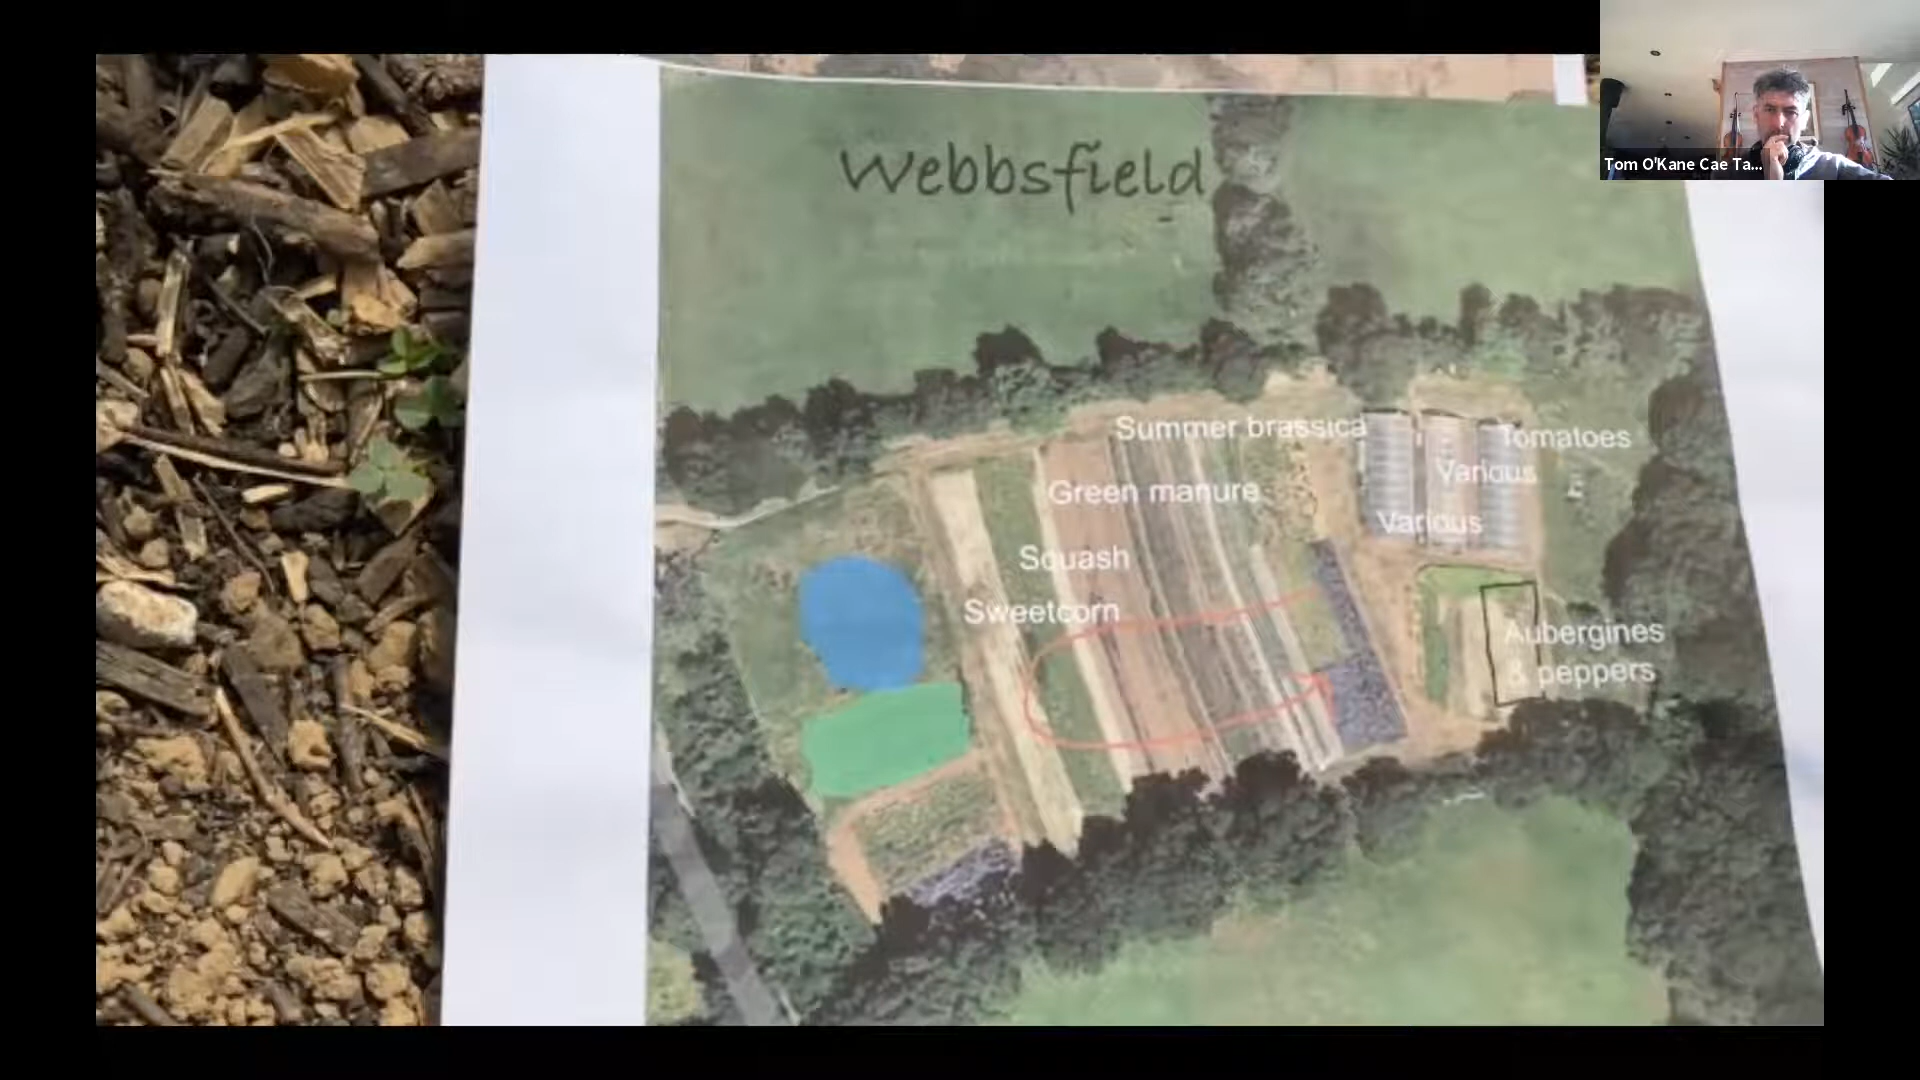 Webbsfield
Tom O'Kane Cae Ta...
Summer brassica
Tomatoes
Various
Green manure
Various
Squash
Sweetcorn
Aubergines
& peppers